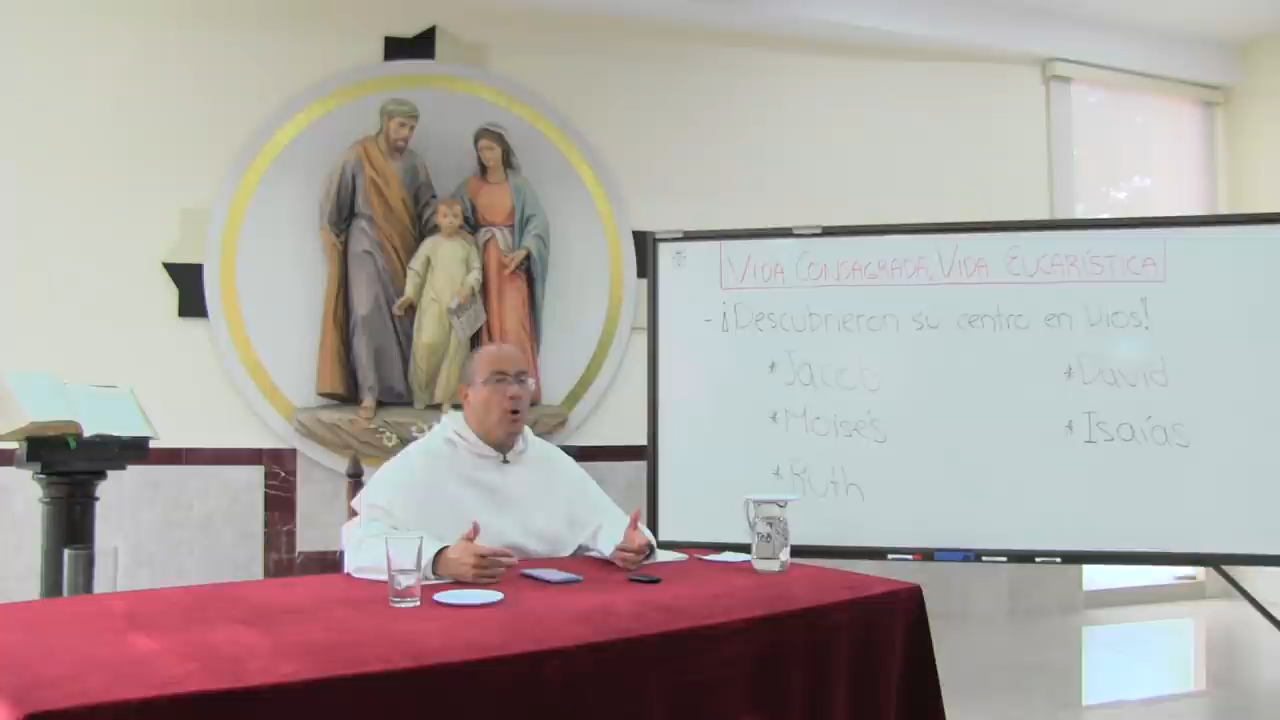 VIDA CONSAGRADA, VIDA EUCARÍSTICA
- ¡Descubrieron su centro en Dios!
* Jacob
* David
* Moisés
* Isaías
* Ruth